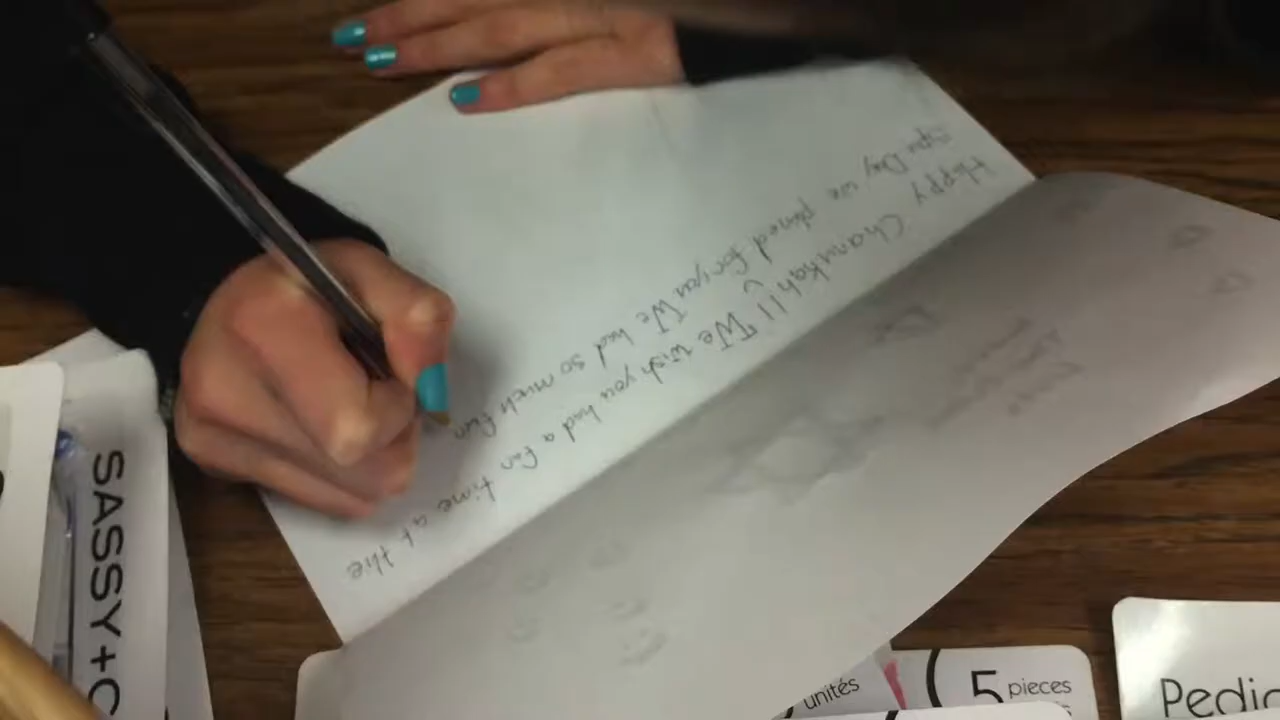 Happy Chanukah!! We wish you had a fun time at the
Spa Day we planed for you We had so much fun
SASSY+C
unités
5 pieces
Pedic